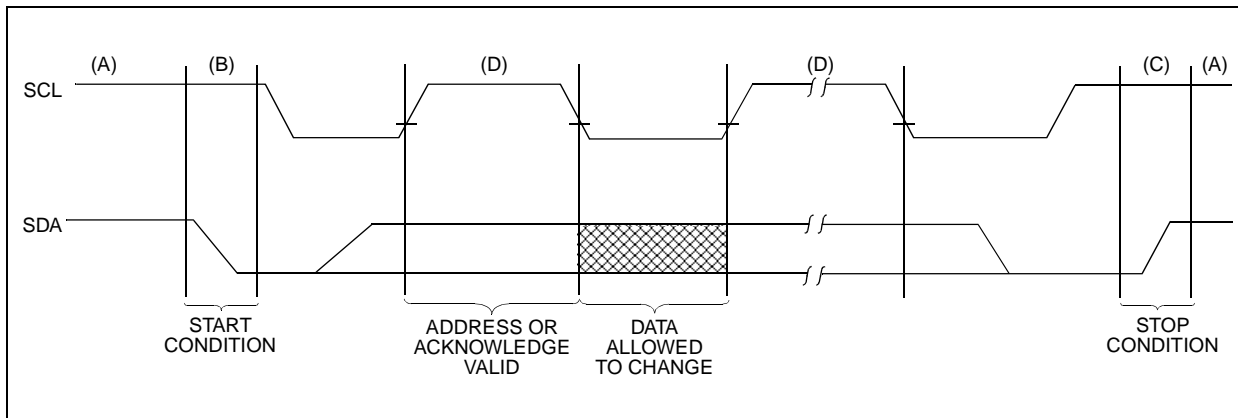 (A) (B) (D) (D) (C) (A)
SCL
SDA
START
CONDITION
ADDRESS OR
ACKNOWLEDGE
VALID
DATA
ALLOWED
TO CHANGE
STOP
CONDITION